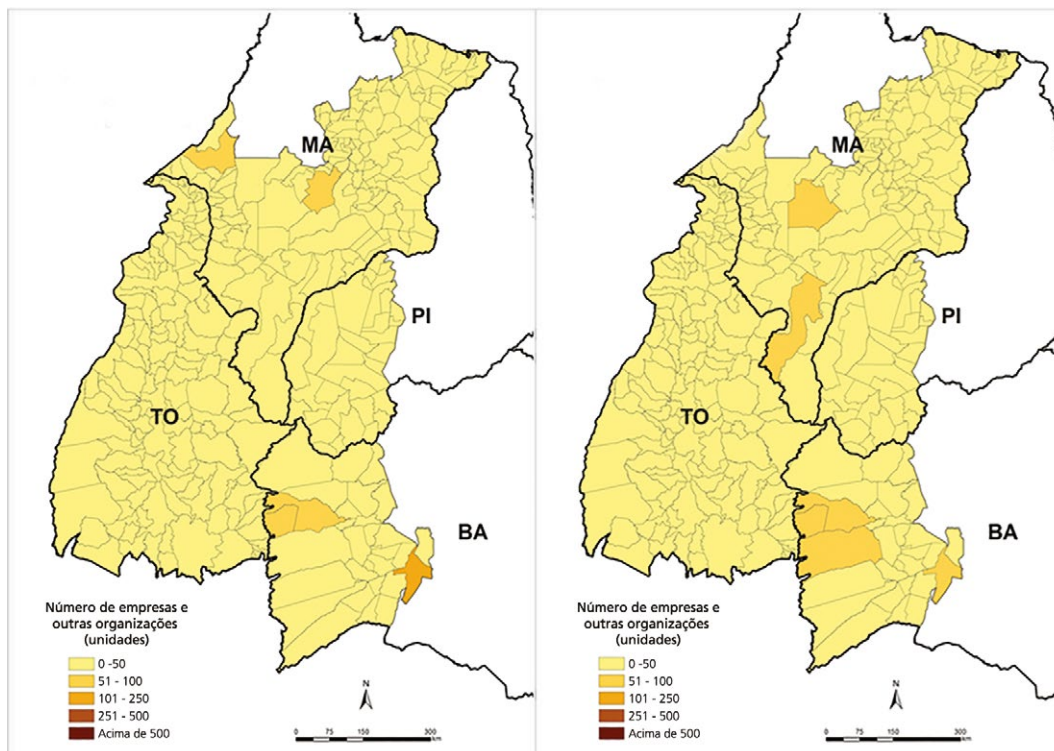 MA
PI
TO
BA
Número de empresas e
outras organizações
(unidades)
0 -50
51 - 100
101 - 250
251 - 500
Acima de 500
N
0 75 150 300
km
MA
PI
TO
BA
Número de empresas e
outras organizações
(unidades)
0 -50
51 - 100
101 - 250
251 - 500
Acima de 500
N
0 75 150 300
km